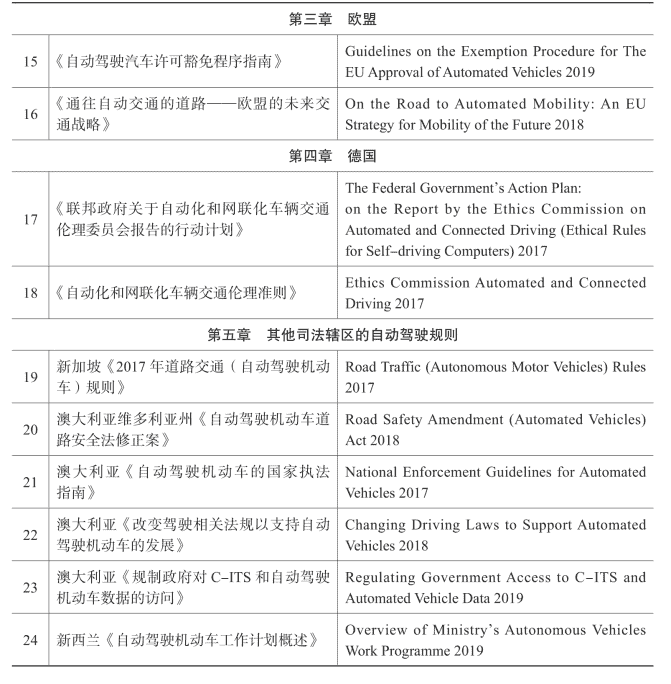 第三章 欧盟
15
《自动驾驶汽车许可豁免程序指南》
Guidelines on the Exemption Procedure for The
EU Approval of Automated Vehicles 2019
16
《通往自动交通的道路——欧盟的未来交
通战略》
On the Road to Automated Mobility: An EU
Strategy for Mobility of the Future 2018
第四章 德国
17
《联邦政府关于自动化和网联化车辆交通
伦理委员会报告的行动计划》
The Federal Government's Action Plan:
on the Report by the Ethics Commission on
Automated and Connected Driving (Ethical Rules
for Self-driving Computers) 2017
18
《自动化和网联化车辆交通伦理准则》
Ethics Commission Automated and Connected
Driving 2017
第五章 其他司法辖区的自动驾驶规则
19
新加坡《2017年道路交通（自动驾驶机动
车）规则》
Road Traffic (Autonomous Motor Vehicles) Rules
2017
20
澳大利亚维多利亚州《自动驾驶机动车道
路安全法修正案》
Road Safety Amendment (Automated Vehicles)
Act 2018
21
澳大利亚《自动驾驶机动车的国家执法
指南》
National Enforcement Guidelines for Automated
Vehicles 2017
22
澳大利亚《改变驾驶相关法规以支持自动
驾驶机动车的发展》
Changing Driving Laws to Support Automated
Vehicles 2018
23
澳大利亚《规制政府对 C-ITS 和自动驾驶
机动车数据的访问》
Regulating Government Access to C-ITS and
Automated Vehicle Data 2019
24
新西兰《自动驾驶机动车工作计划概述》
Overview of Ministry's Autonomous Vehicles
Work Programme 2019